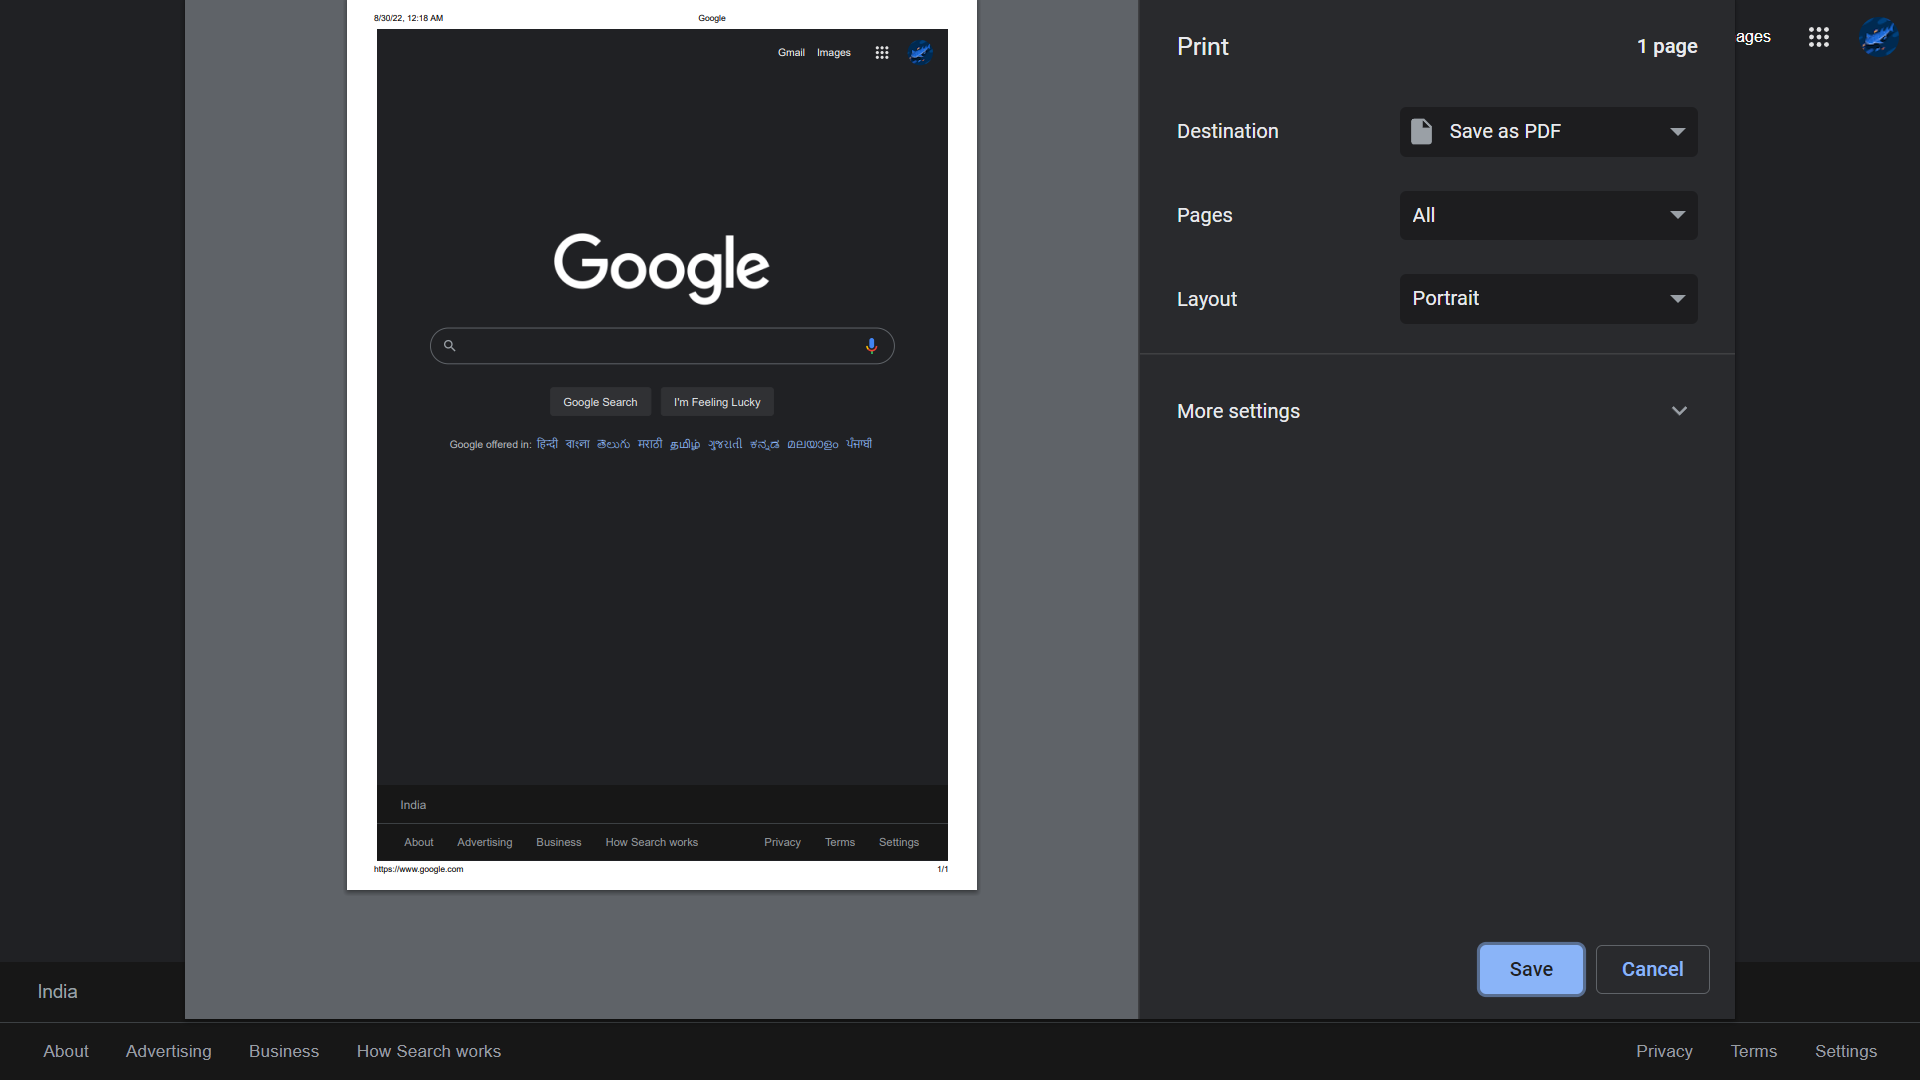 8/30/22, 12:18 AM Google
Gmail Images
Google
Google Search I'm Feeling Lucky
Google offered in: हिन्दी বাংলা తెలుగు मराठी தமிழ் ગુજરાતી ಕನ್ನಡ മലയാളം ਪੰਜਾਬੀ
India
About Advertising Business How Search works Privacy Terms Settings
https://www.google.com 1/1
Print 1 page
Destination Save as PDF
Pages All
Layout Portrait
More settings
Save Cancel
ages
India
About Advertising Business How Search works Privacy Terms Settings